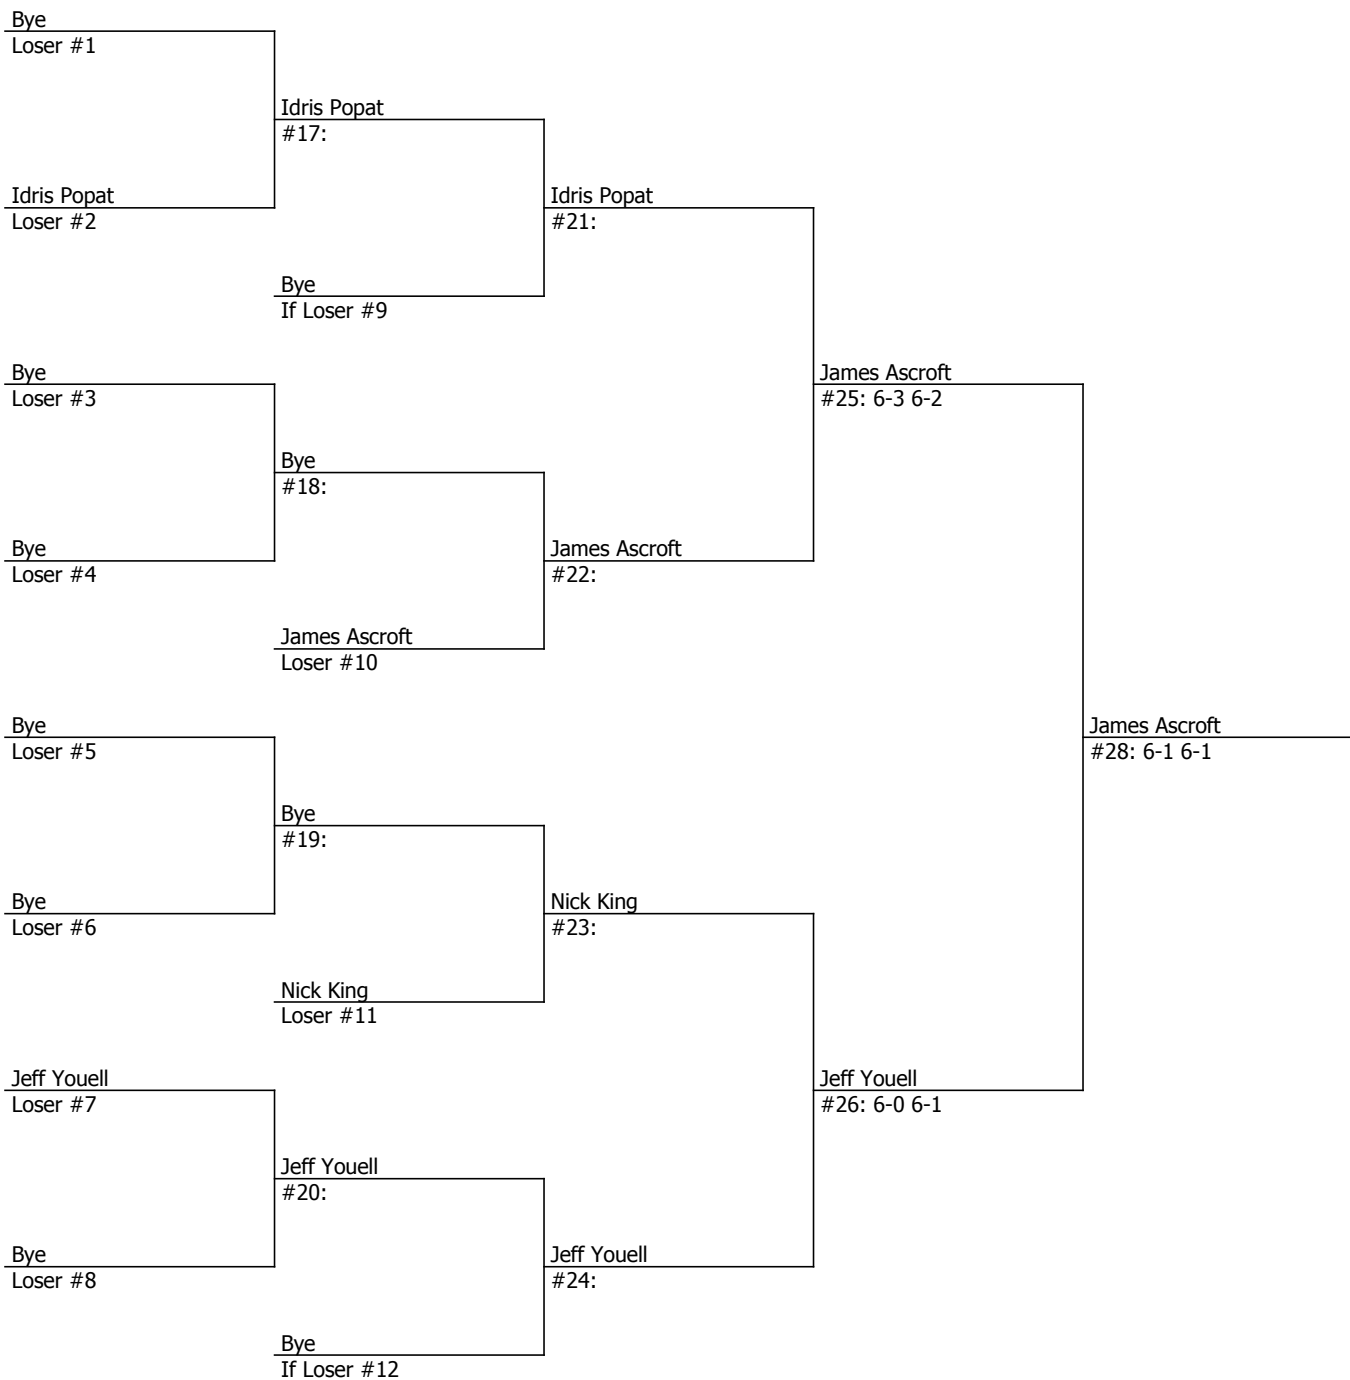 Bye
Loser #1
Idris Popat
#17:
Idris Popat
Loser #2
Idris Popat
#21:
Bye
If Loser #9
Bye
Loser #3
James Ascroft
#25: 6-3 6-2
Bye
#18:
Bye
Loser #4
James Ascroft
#22:
James Ascroft
Loser #10
Bye
Loser #5
James Ascroft
#28: 6-1 6-1
Bye
#19:
Bye
Loser #6
Nick King
#23:
Nick King
Loser #11
Jeff Youell
Loser #7
Jeff Youell
#26: 6-0 6-1
Jeff Youell
#20:
Bye
Loser #8
Jeff Youell
#24:
Bye
If Loser #12